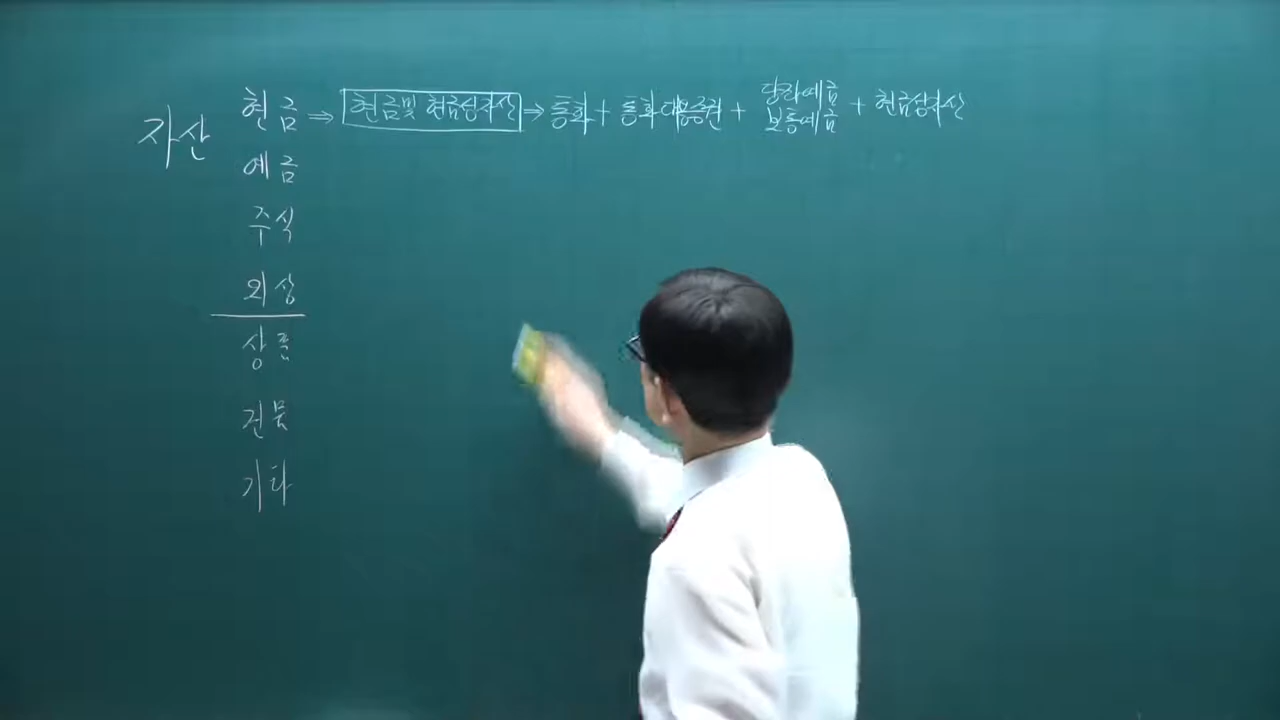 자산
현금 ⇒ 현금및 현금성자산 ⇒ 통화 + 통화대용증권 + 당좌예금 보통예금 + 현금성자산
예금
주식
외상
상품
건물
기타